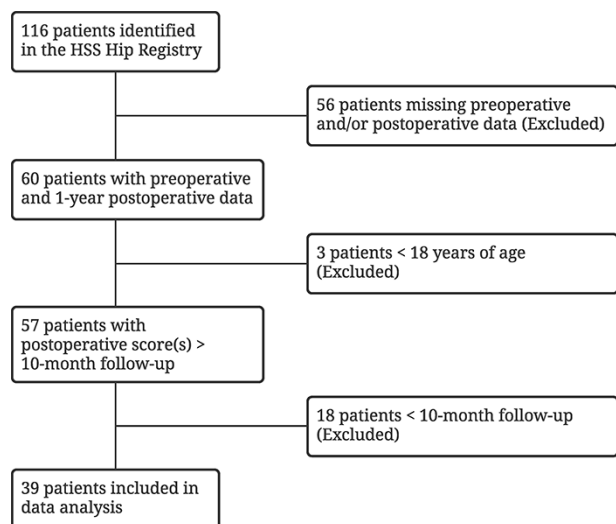 116 patients identified
in the HSS Hip Registry
56 patients missing preoperative
and/or postoperative data (Excluded)
60 patients with preoperative
and 1-year postoperative data
3 patients < 18 years of age
(Excluded)
57 patients with
postoperative score(s) >
10-month follow-up
18 patients < 10-month follow-up
(Excluded)
39 patients included in
data analysis